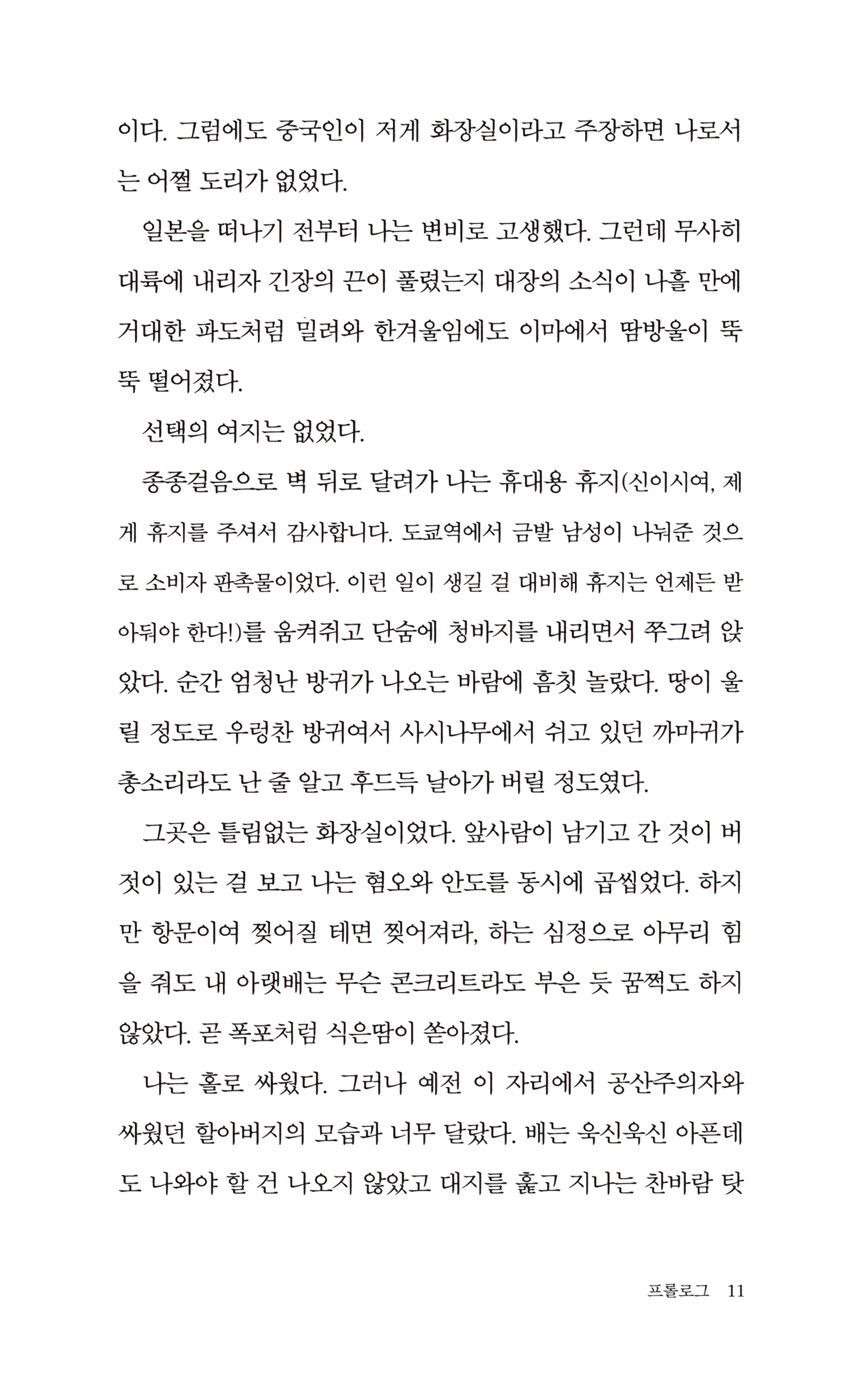 이다. 그럼에도 중국인이 저게 화장실이라고 주장하면 나로서
는 어쩔 도리가 없었다.
일본을 떠나기 전부터 나는 변비로 고생했다. 그런데 무사히
대륙에 내리자 긴장의 끈이 풀렸는지 대장의 소식이 나흘 만에
거대한 파도처럼 밀려와 한겨울임에도 이마에서 땀방울이 뚝
뚝 떨어졌다.
선택의 여지는 없었다.
종종걸음으로 벽 뒤로 달려가 나는 휴대용 휴지(신이시여, 제
게 휴지를 주셔서 감사합니다. 도쿄역에서 금발 남성이 나눠준 것으
로 소비자 판촉물이었다. 이런 일이 생길 걸 대비해 휴지는 언제든 받
아둬야 한다!)를 움켜쥐고 단숨에 청바지를 내리면서 쭈그려 앉
았다. 순간 엄청난 방귀가 나오는 바람에 흠칫 놀랐다. 땅이 울
릴 정도로 우렁찬 방귀여서 사시나무에서 쉬고 있던 까마귀가
총소리라도 난 줄 알고 후드득 날아가 버릴 정도였다.
그곳은 틀림없는 화장실이었다. 앞사람이 남기고 간 것이 버
젓이 있는 걸 보고 나는 혐오와 안도를 동시에 곱씹었다. 하지
만 항문이여 찢어질 테면 찢어져라, 하는 심정으로 아무리 힘
을 줘도 내 아랫배는 무슨 콘크리트라도 부은 듯 꿈쩍도 하지
않았다. 곧 폭포처럼 식은땀이 쏟아졌다.
나는 홀로 싸웠다. 그러나 예전 이 자리에서 공산주의자와
싸웠던 할아버지의 모습과 너무 달랐다. 배는 욱신욱신 아픈데
도 나와야 할 건 나오지 않았고 대지를 훑고 지나는 찬바람 탓
프롤로그 11